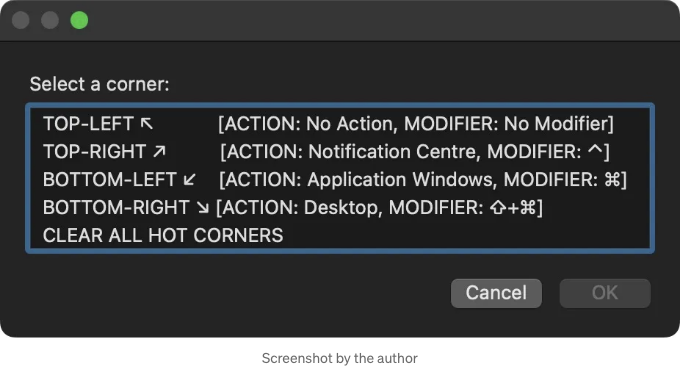 Select a corner:
TOP-LEFT ↖ [ACTION: No Action, MODIFIER: No Modifier]
TOP-RIGHT ↗ [ACTION: Notification Centre, MODIFIER: ^]
BOTTOM-LEFT ↙ [ACTION: Application Windows, MODIFIER: ⌘]
BOTTOM-RIGHT ↘ [ACTION: Desktop, MODIFIER: ⇧+⌘]
CLEAR ALL HOT CORNERS
Cancel OK
Screenshot by the author